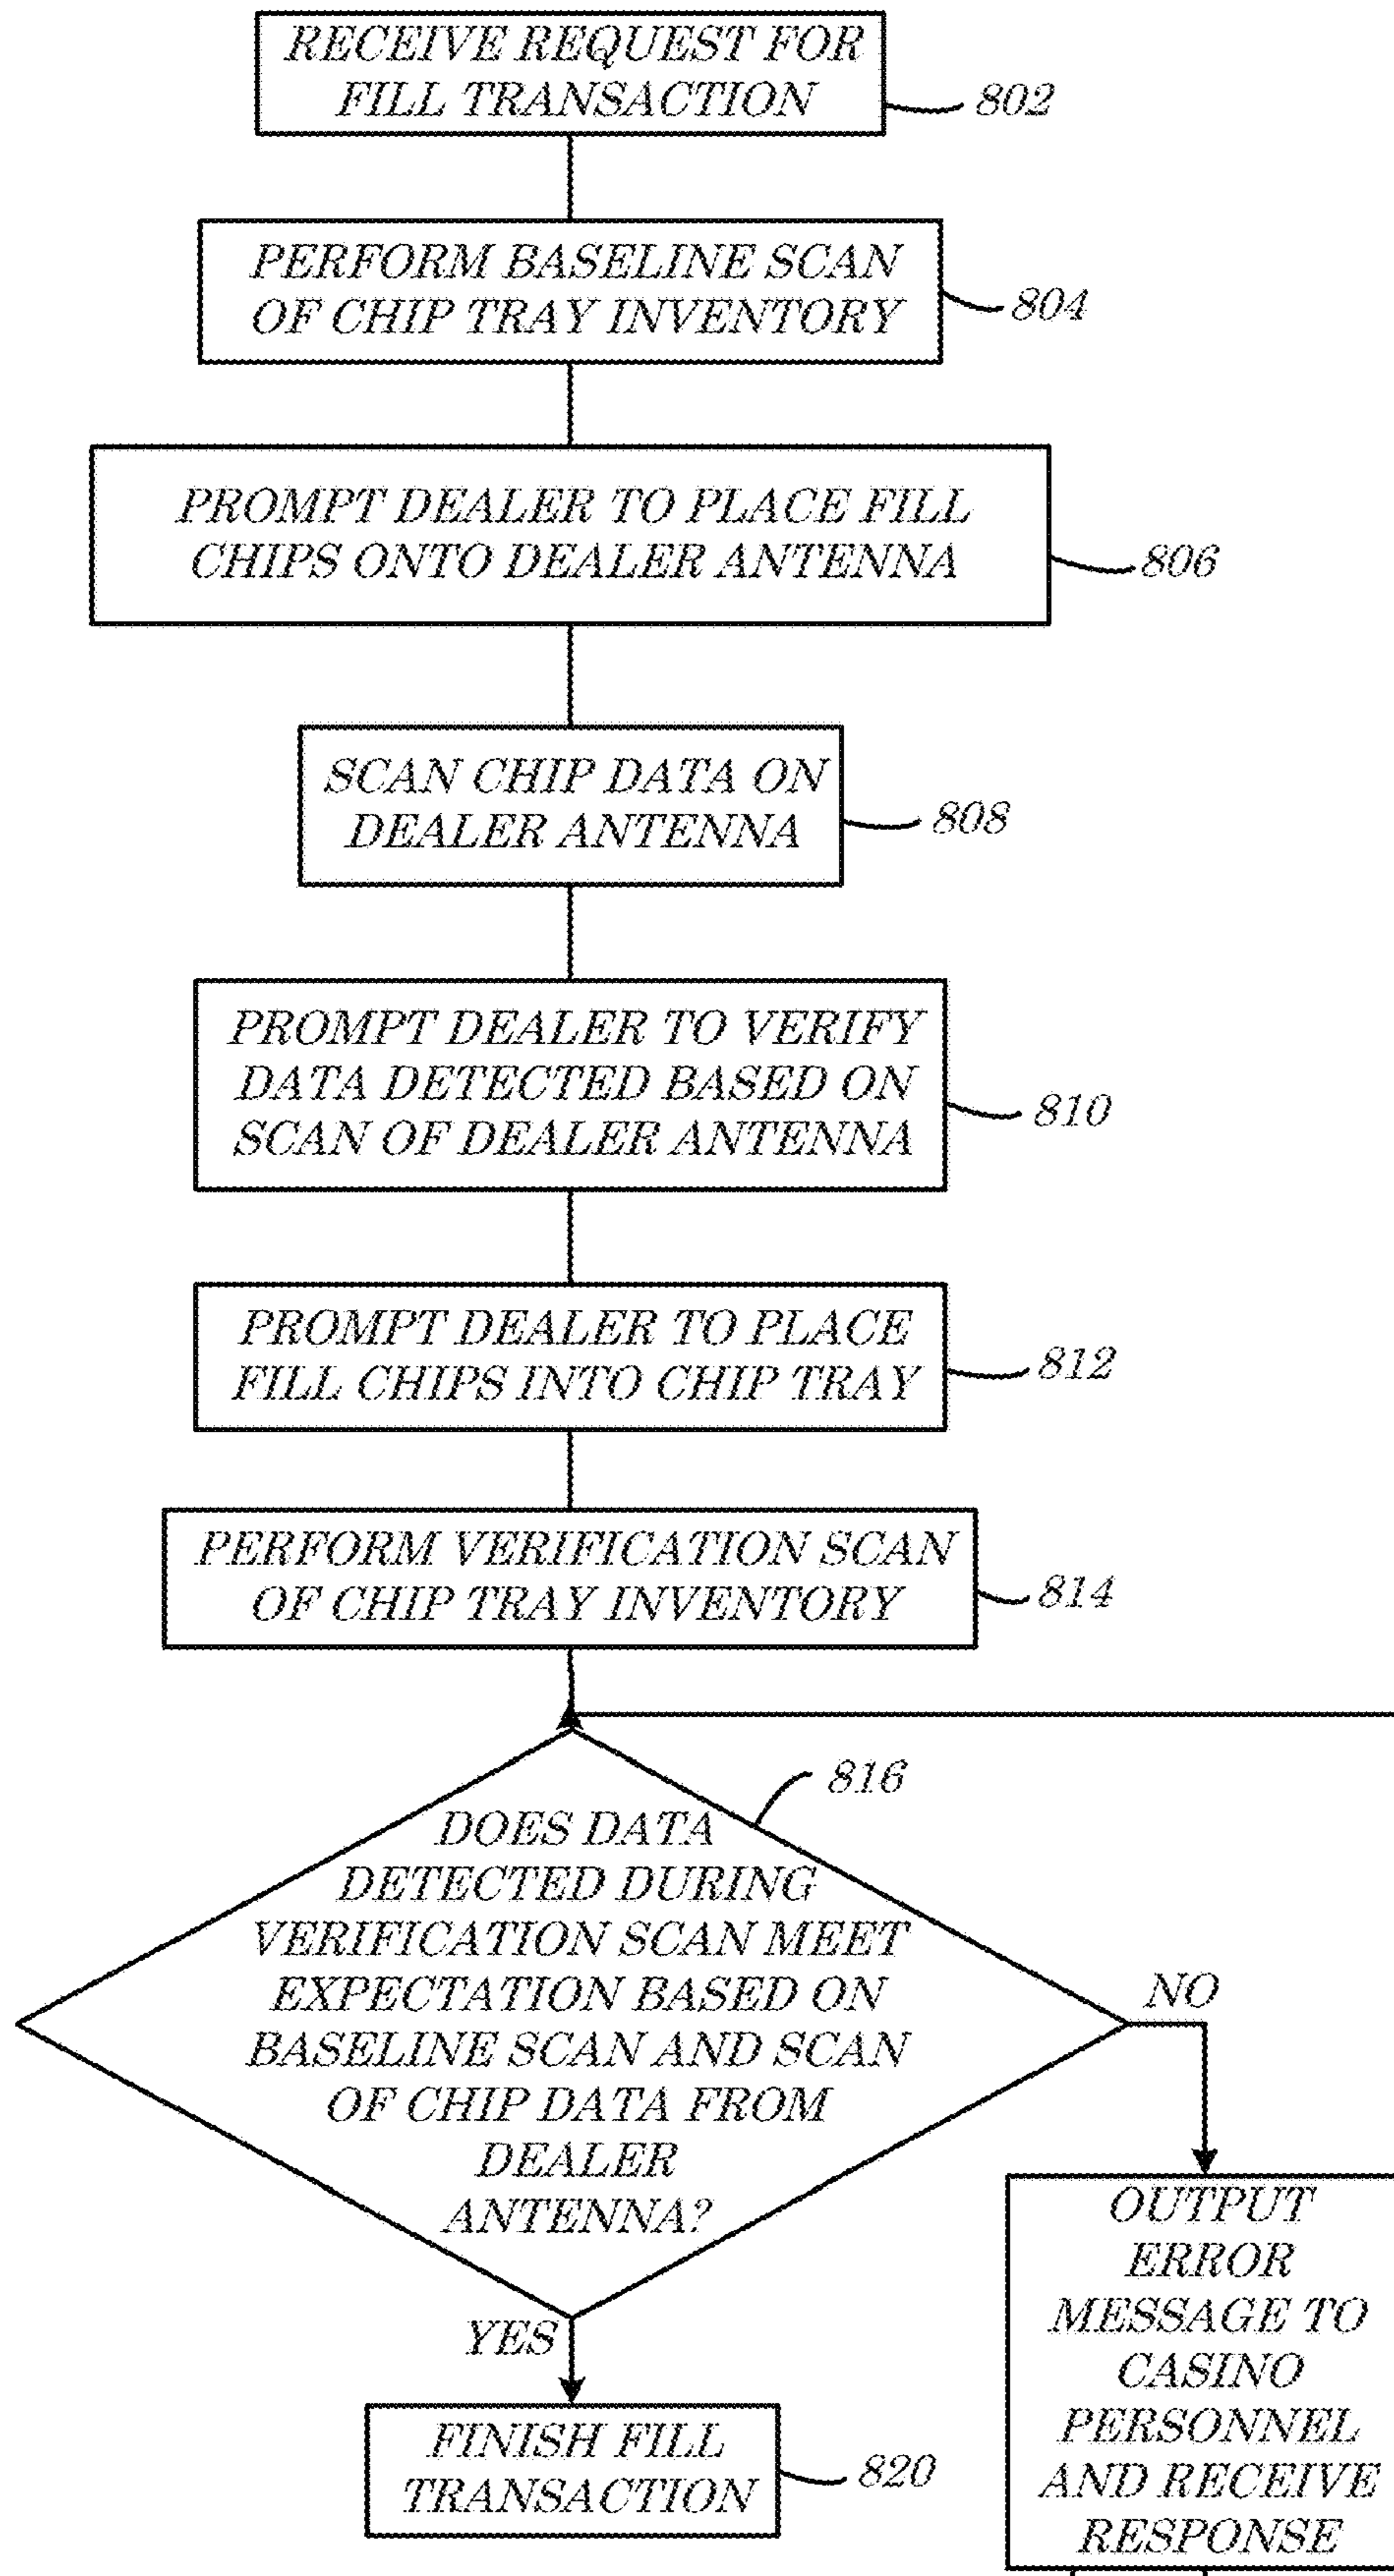 RECEIVE REQUEST FOR
FILL TRANSACTION
802
PERFORM BASELINE SCAN
OF CHIP TRAY INVENTORY
804
PROMPT DEALER TO PLACE FILL
CHIPS ONTO DEALER ANTENNA
806
SCAN CHIP DATA ON
DEALER ANTENNA
808
PROMPT DEALER TO VERIFY
DATA DETECTED BASED ON
SCAN OF DEALER ANTENNA
810
PROMPT DEALER TO PLACE
FILL CHIPS INTO CHIP TRAY
812
PERFORM VERIFICATION SCAN
OF CHIP TRAY INVENTORY
814
816
DOES DATA
DETECTED DURING
VERIFICATION SCAN MEET
EXPECTATION BASED ON
BASELINE SCAN AND SCAN
OF CHIP DATA FROM
DEALER
ANTENNA?
NO
YES
OUTPUT
ERROR
MESSAGE TO
CASINO
PERSONNEL
AND RECEIVE
RESPONSE
FINISH FILL
TRANSACTION
820